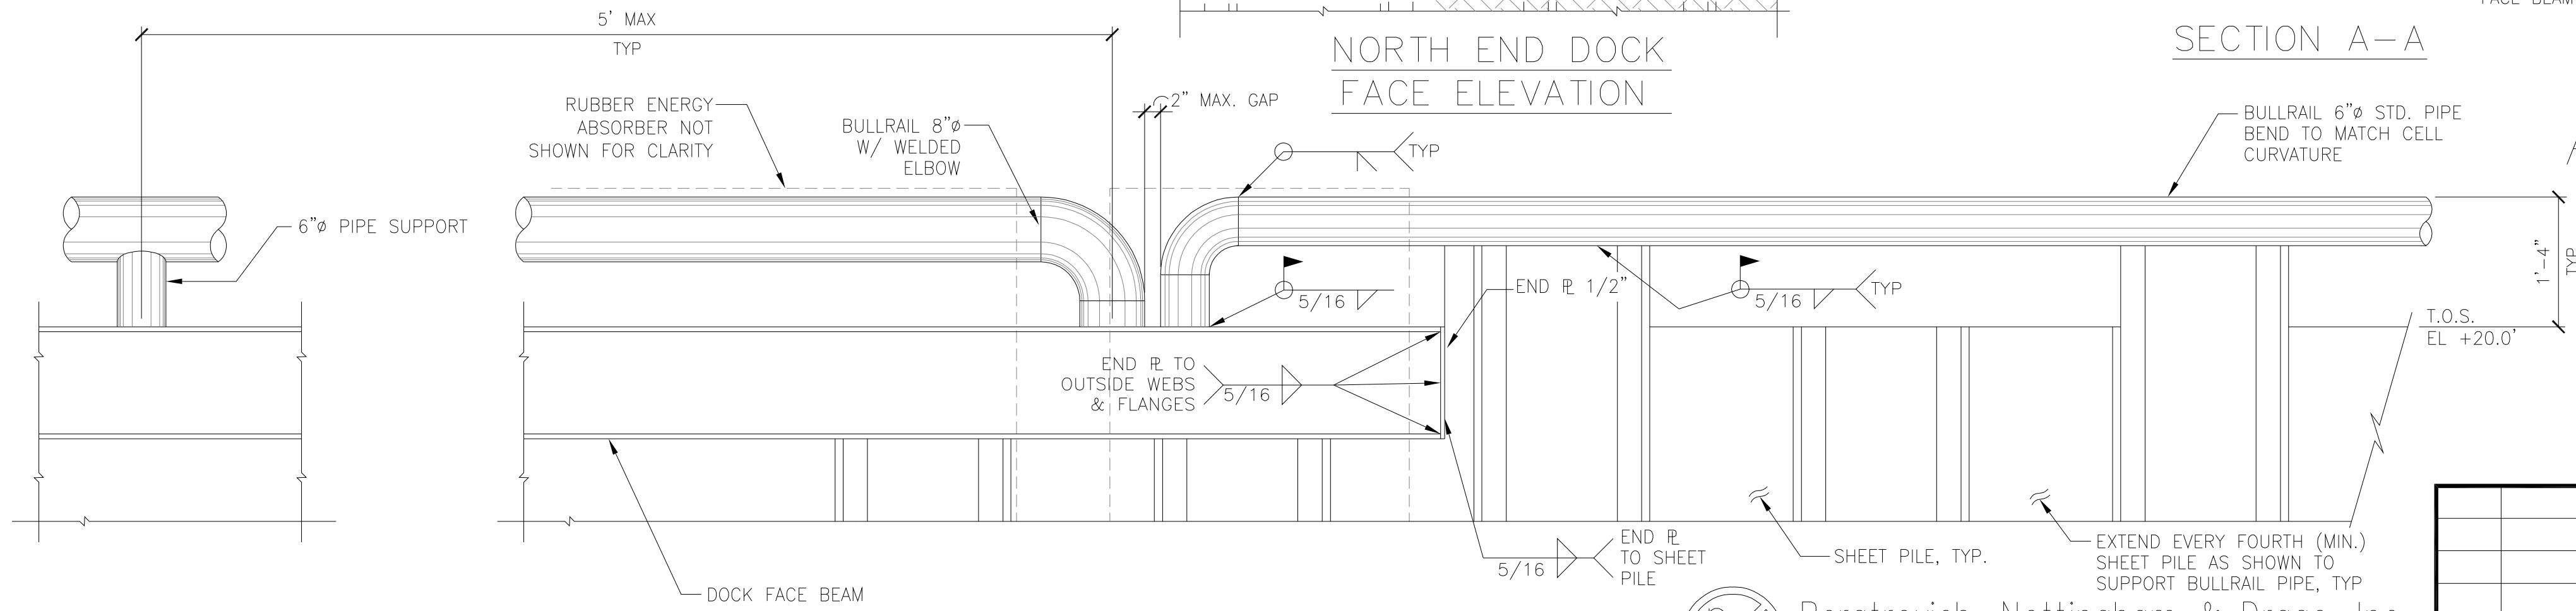 FACE BEAM
5' MAX
TYP
NORTH END DOCK
FACE ELEVATION
SECTION A-A
RUBBER ENERGY
ABSORBER NOT
SHOWN FOR CLARITY
BULLRAIL 8"ø
W/ WELDED
ELBOW
2" MAX. GAP
TYP
BULLRAIL 6"ø STD. PIPE
BEND TO MATCH CELL
CURVATURE
6"ø PIPE SUPPORT
5/16
END ℞ 1/2"
5/16
TYP
1'-4"
TYP
T.O.S.
EL +20.0'
END ℞ TO
OUTSIDE WEBS
& FLANGES
5/16
5/16
END ℞
TO SHEET
PILE
SHEET PILE, TYP.
EXTEND EVERY FOURTH (MIN.)
SHEET PILE AS SHOWN TO
SUPPORT BULLRAIL PIPE, TYP
DOCK FACE BEAM